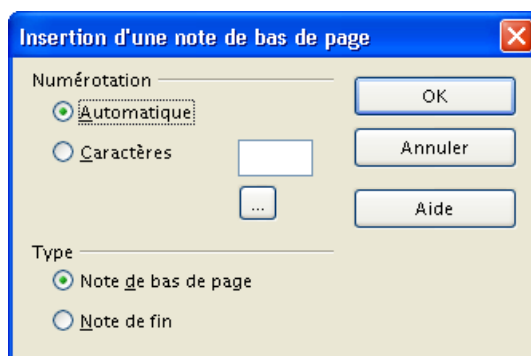 Insertion d'une note de bas de page
Numérotation
Automatique
Caractères
...
OK
Annuler
Aide
Type
Note de bas de page
Note de fin